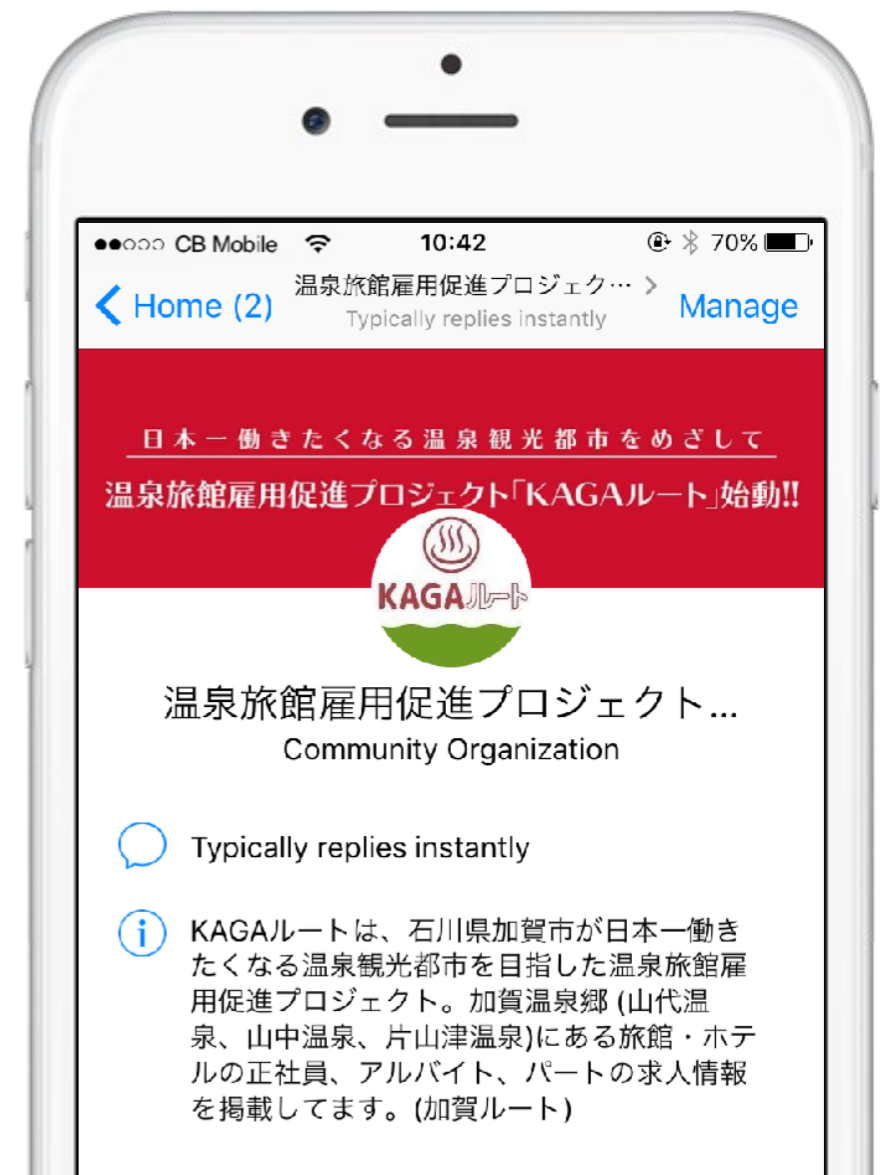 CB Mobile 10:42 70%
Home (2) 温泉旅館雇用促進プロジェク… > Manage
Typically replies instantly
日本一働きたくなる温泉観光都市をめざして
温泉旅館雇用促進プロジェクト「KAGAルート」始動!!
KAGAルート
温泉旅館雇用促進プロジェクト...
Community Organization
Typically replies instantly
KAGAルートは、石川県加賀市が日本一働き
たくなる温泉観光都市を目指した温泉旅館雇
用促進プロジェクト。加賀温泉郷 (山代温
泉、山中温泉、片山津温泉)にある旅館・ホテ
ルの正社員、アルバイト、パートの求人情報
を掲載してます。(加賀ルート)